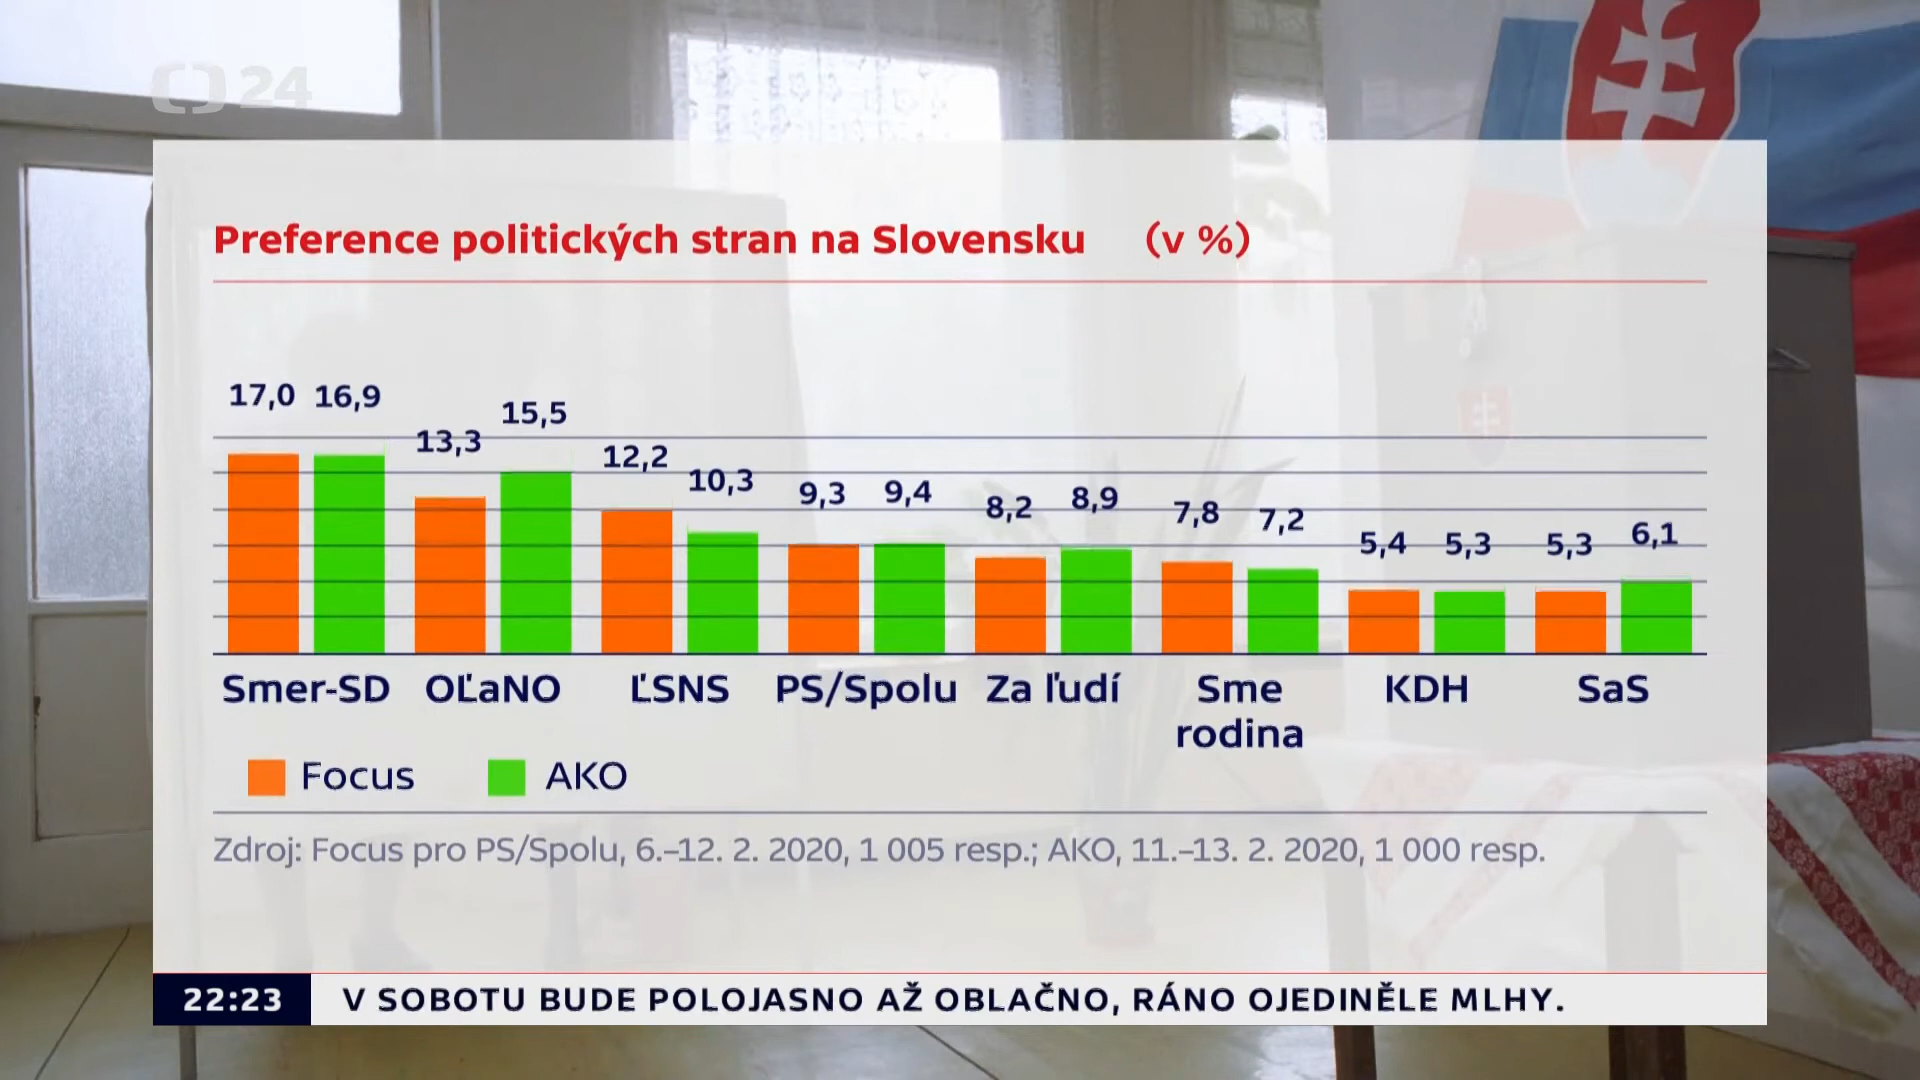 24
Preference politických stran na Slovensku (v %)
17,0 16,9 13,3 15,5 12,2 10,3 9,3 9,4 8,2 8,9 7,8 7,2 5,4 5,3 5,3 6,1
Smer-SD OĽaNO ĽSNS PS/Spolu Za ľudí Sme rodina KDH SaS
Focus AKO
Zdroj: Focus pro PS/Spolu, 6.–12. 2. 2020, 1 005 resp.; AKO, 11.–13. 2. 2020, 1 000 resp.
22:23 V SOBOTU BUDE POLOJASNO AŽ OBLAČNO, RÁNO OJEDINĚLE MLHY.